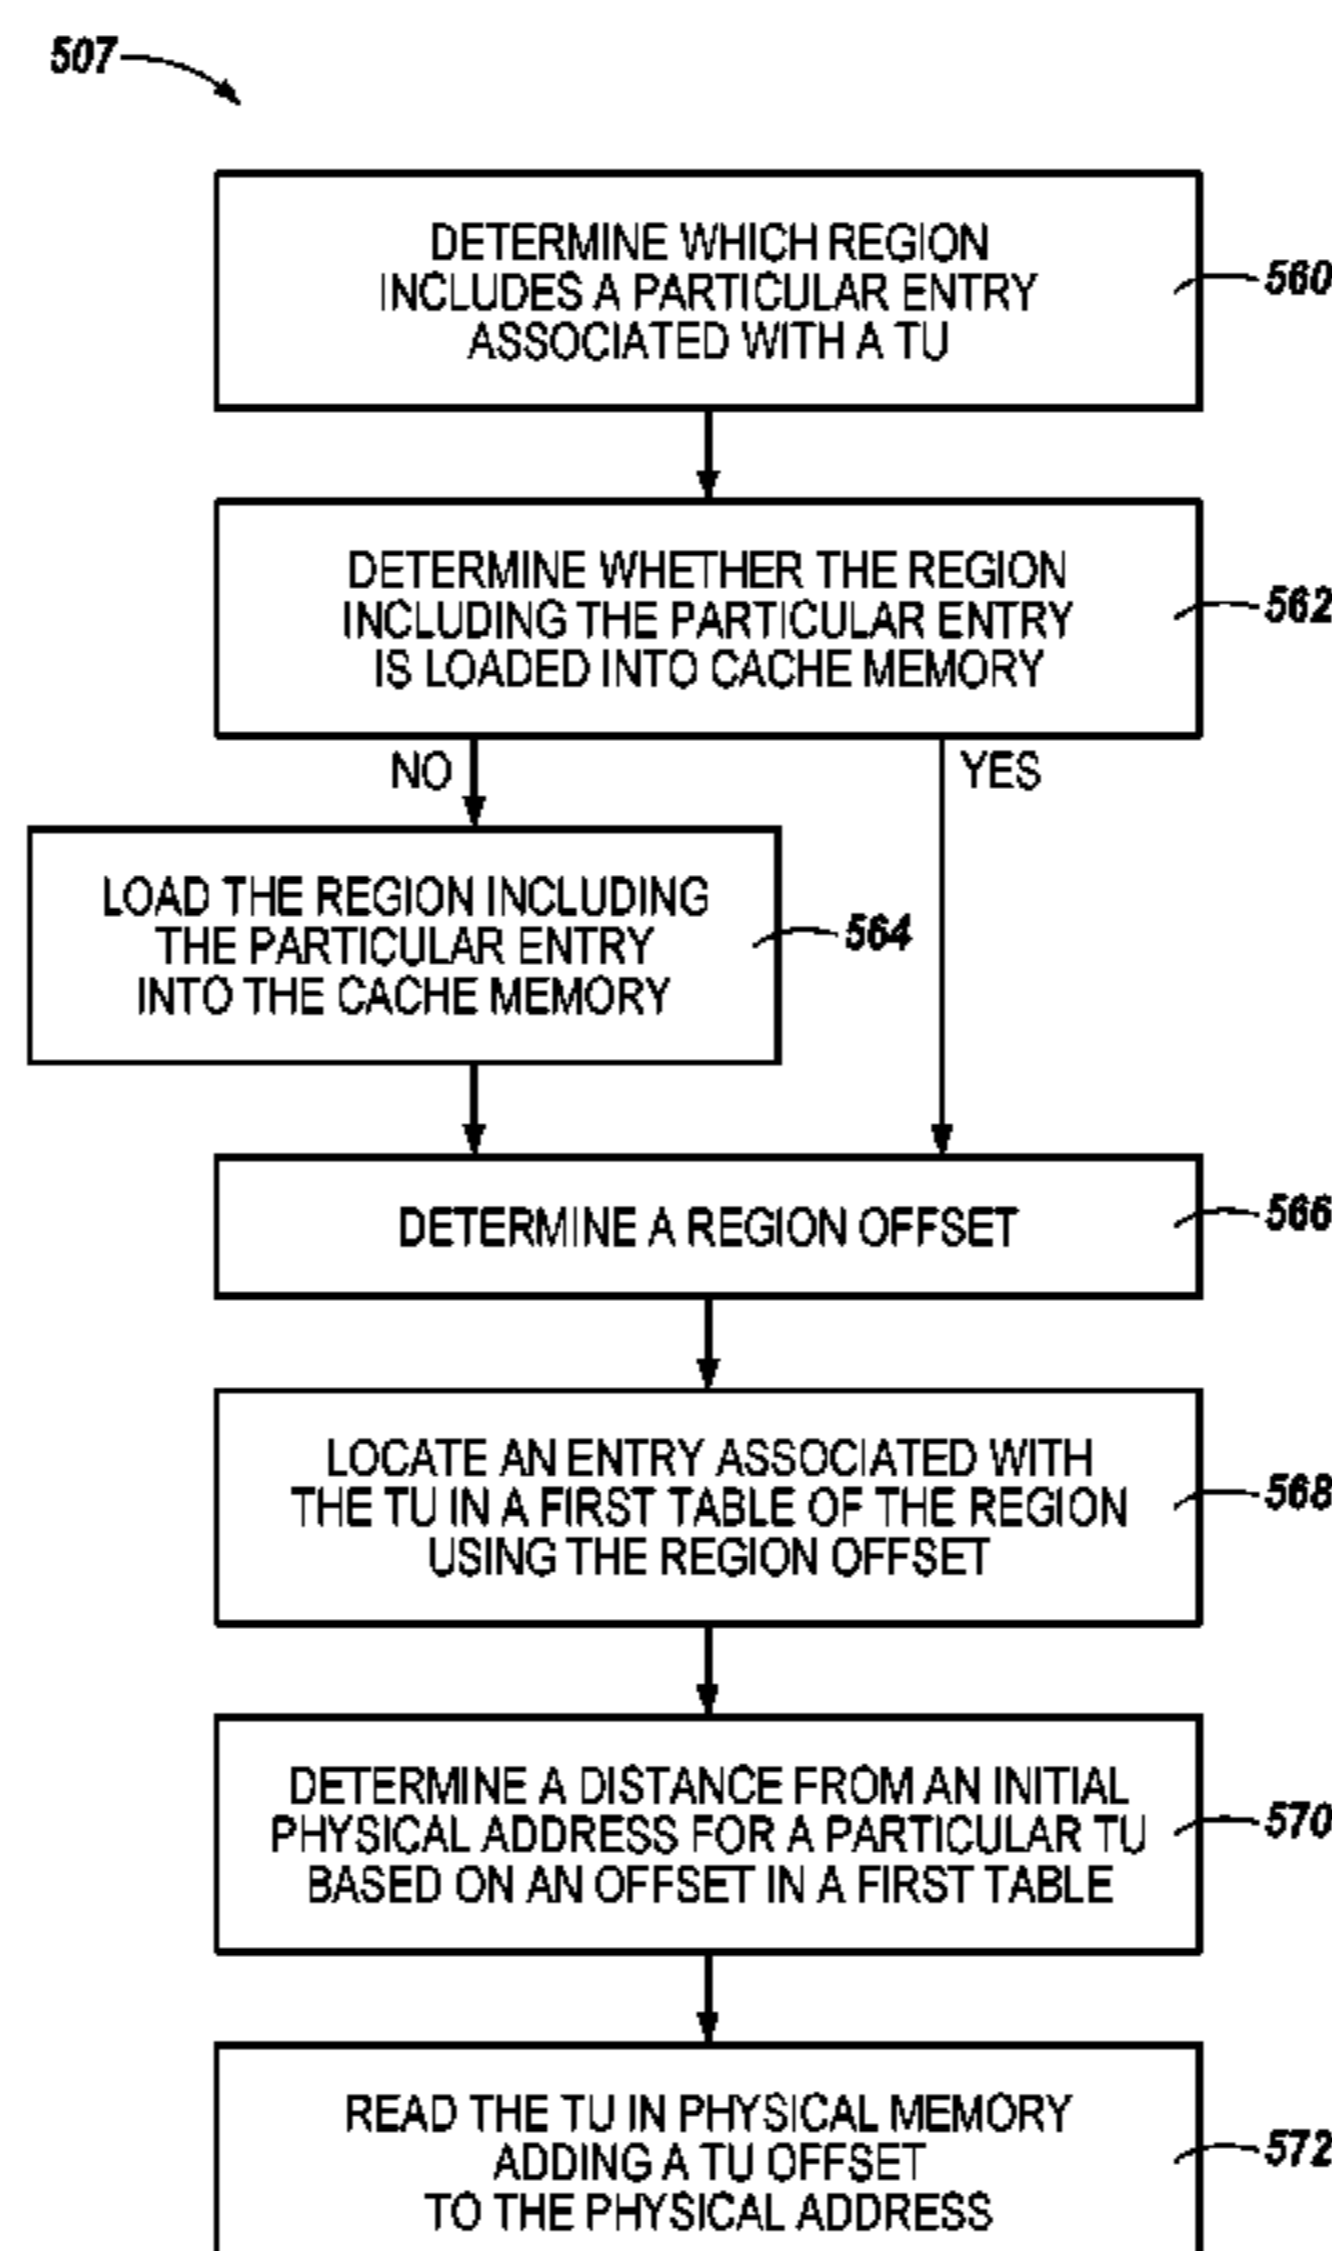 507
DETERMINE WHICH REGION
INCLUDES A PARTICULAR ENTRY
ASSOCIATED WITH A TU
560
DETERMINE WHETHER THE REGION
INCLUDING THE PARTICULAR ENTRY
IS LOADED INTO CACHE MEMORY
562
NO
YES
LOAD THE REGION INCLUDING
THE PARTICULAR ENTRY
INTO THE CACHE MEMORY
564
DETERMINE A REGION OFFSET
566
LOCATE AN ENTRY ASSOCIATED WITH
THE TU IN A FIRST TABLE OF THE REGION
USING THE REGION OFFSET
568
DETERMINE A DISTANCE FROM AN INITIAL
PHYSICAL ADDRESS FOR A PARTICULAR TU
BASED ON AN OFFSET IN A FIRST TABLE
570
READ THE TU IN PHYSICAL MEMORY
ADDING A TU OFFSET
TO THE PHYSICAL ADDRESS
572